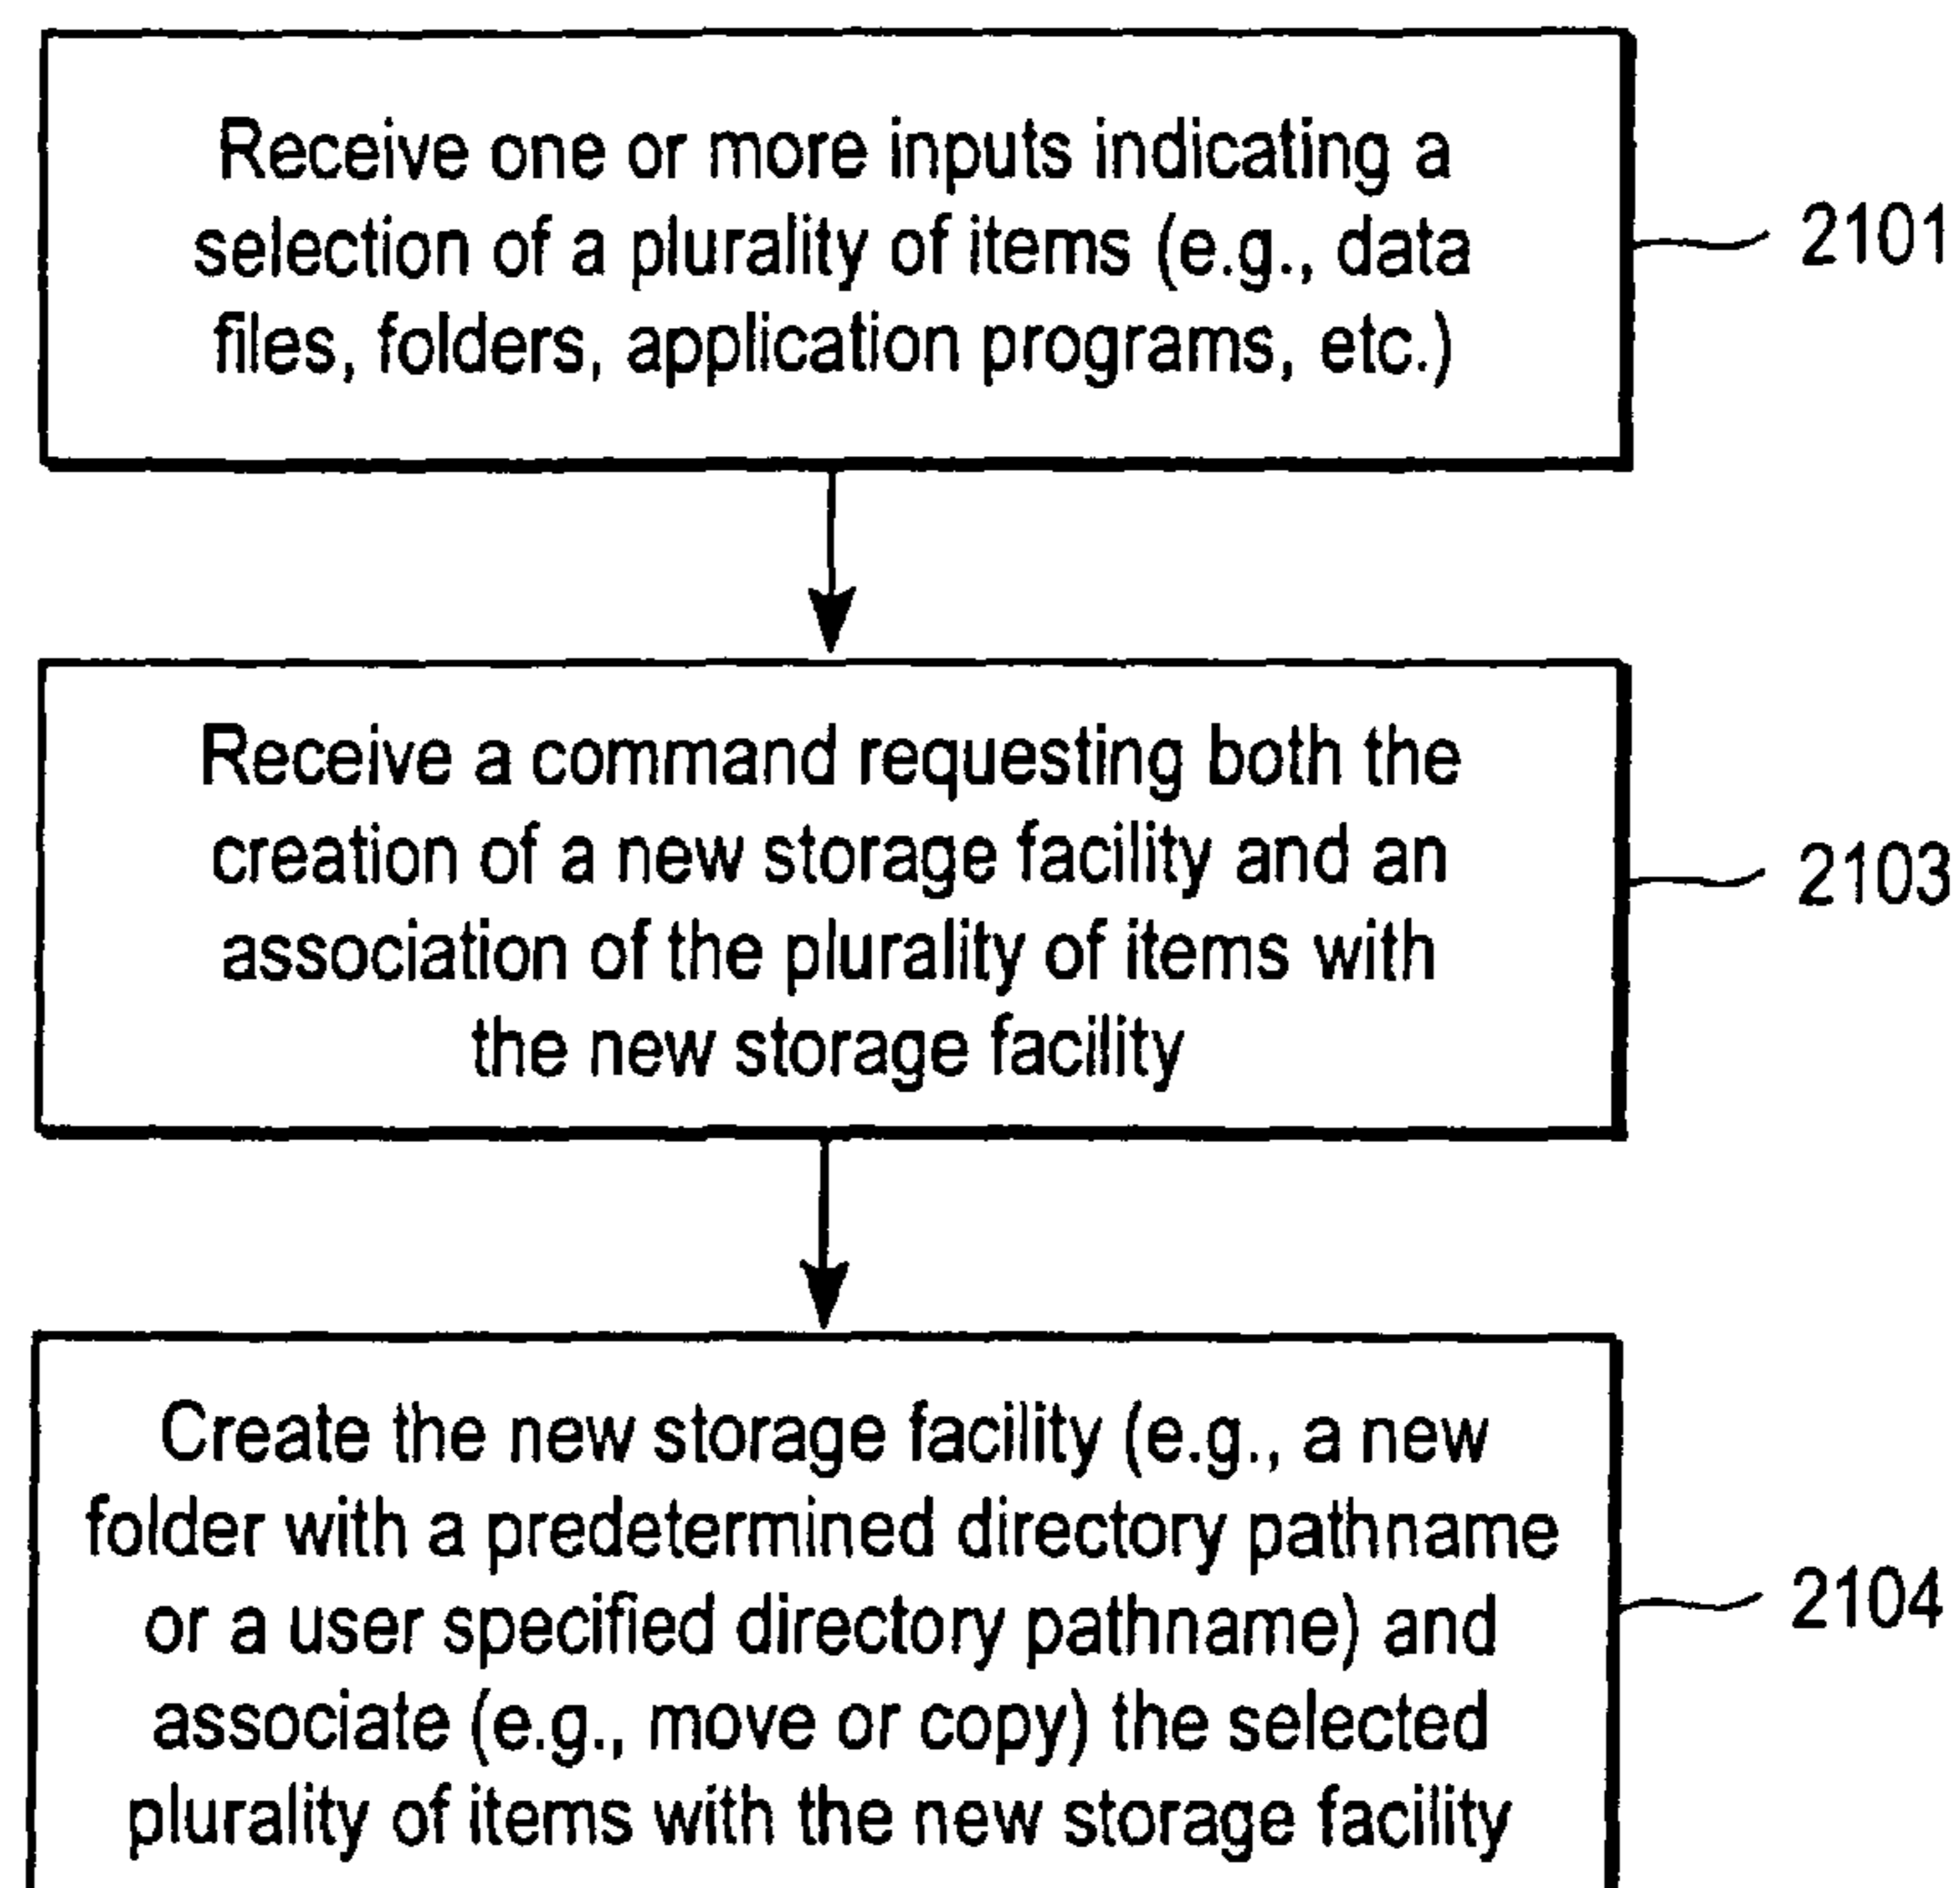 Receive one or more inputs indicating a
selection of a plurality of items (e.g., data
files, folders, application programs, etc.)
2101
Receive a command requesting both the
creation of a new storage facility and an
association of the plurality of items with
the new storage facility
2103
Create the new storage facility (e.g., a new
folder with a predetermined directory pathname
or a user specified directory pathname) and
associate (e.g., move or copy) the selected
plurality of items with the new storage facility
2104